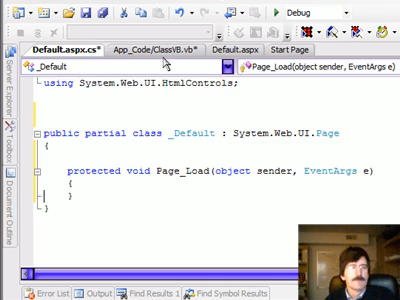 Debug
Default.aspx.cs*
App_Code/ClassVB.vb*
Default.aspx
Start Page
_Default
Page_Load(object sender, EventArgs e)
Server Explorer
Toolbox
Data Outline
using System.Web.UI.HtmlControls;
public partial class _Default : System.Web.UI.Page
{
protected void Page_Load(object sender, EventArgs e)
{
}
}
Error List
Output
Find Results 1
Find Symbol Results